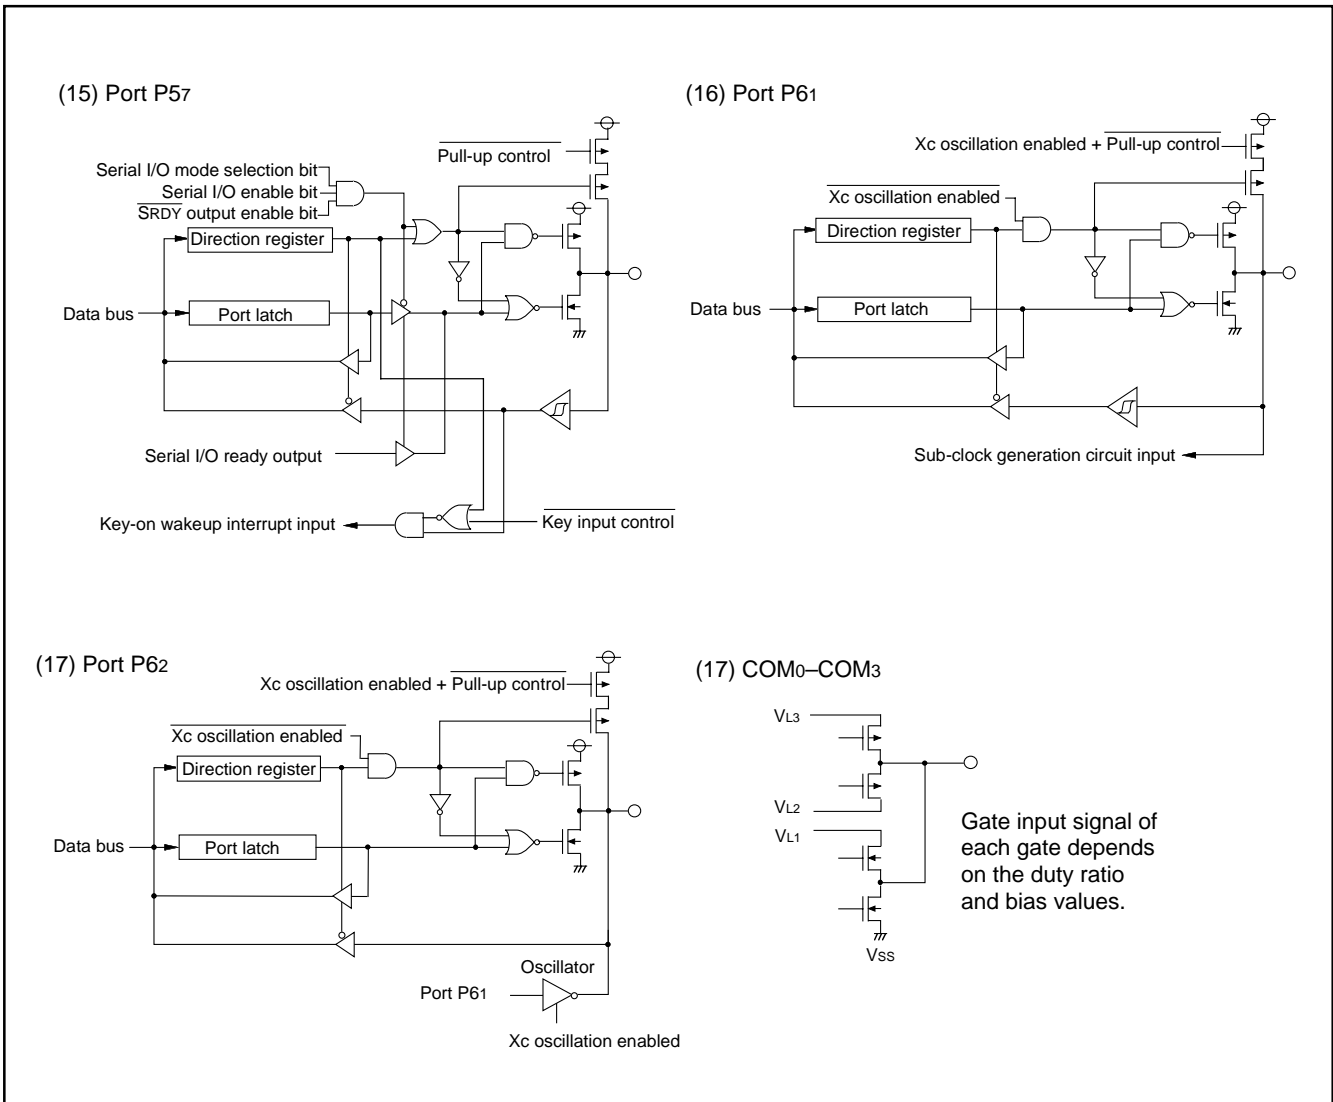 (15) Port P57
Pull-up control
Serial I/O mode selection bit
Serial I/O enable bit
SRDY output enable bit
Direction register
Data bus
Port latch
Serial I/O ready output
Key-on wakeup interrupt input
Key input control
(16) Port P61
Xc oscillation enabled + Pull-up control
Xc oscillation enabled
Direction register
Data bus
Port latch
Sub-clock generation circuit input
(17) Port P62
Xc oscillation enabled + Pull-up control
Xc oscillation enabled
Direction register
Data bus
Port latch
Oscillator
Port P61
Xc oscillation enabled
(17) COM0–COM3
VL3
VL2
VL1
VSS
Gate input signal of
each gate depends
on the duty ratio
and bias values.